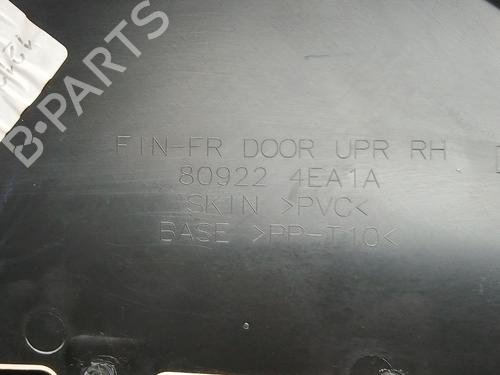 B-PARTS
FIN-FR DOOR UPR RH
80922 4EA1A
SKIN >PVC<
BASE >PP-T10<